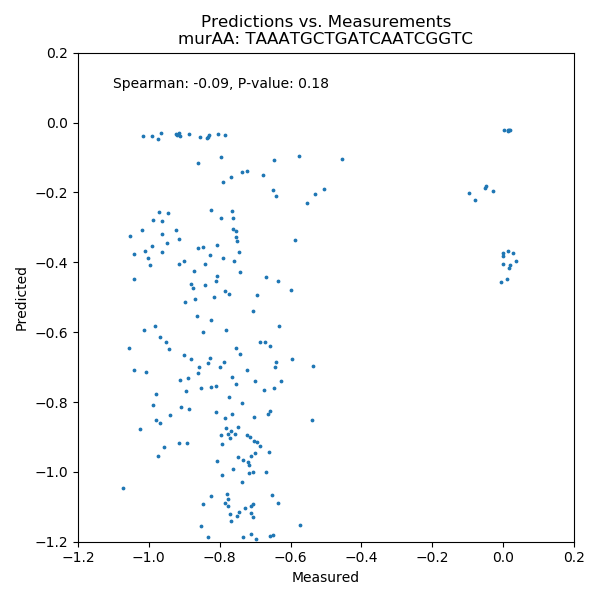 Predictions vs. Measurements
murAA: TAAATGCTGATCAATCGGTC
Spearman: -0.09, P-value: 0.18
0.2
0.0
−0.2
−0.4
−0.6
−0.8
−1.0
−1.2
Predicted
−1.2 −1.0 −0.8 −0.6 −0.4 −0.2 0.0 0.2
Measured